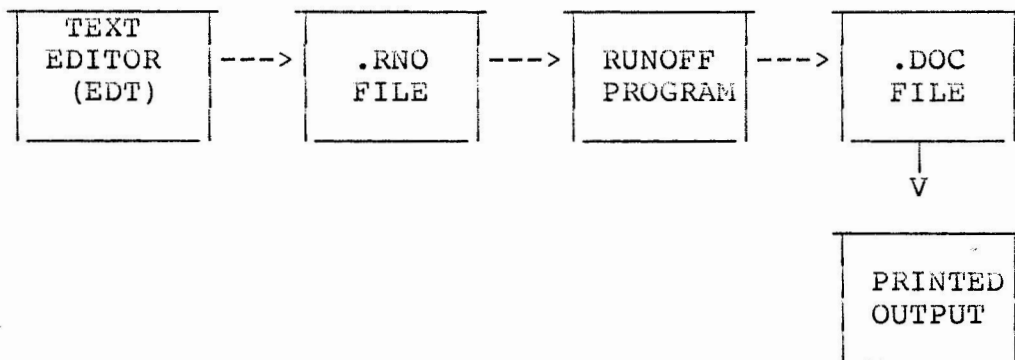 TEXT
EDITOR
(EDT)
--->
.RNO
FILE
--->
RUNOFF
PROGRAM
--->
.DOC
FILE
V
PRINTED
OUTPUT